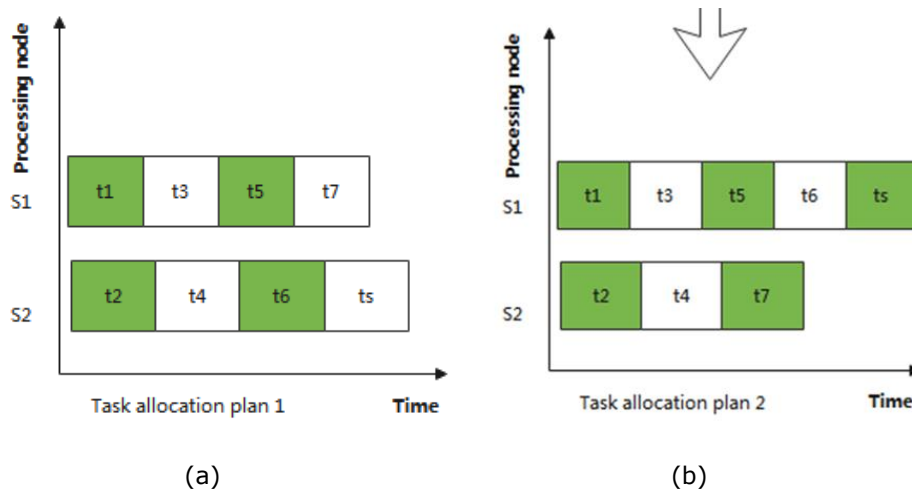 Processing node
S1
t1 t3 t5 t7
S2
t2 t4 t6 ts
Task allocation plan 1 Time
(a)
Processing node
S1
t1 t3 t5 t6 ts
S2
t2 t4 t7
Task allocation plan 2 Time
(b)